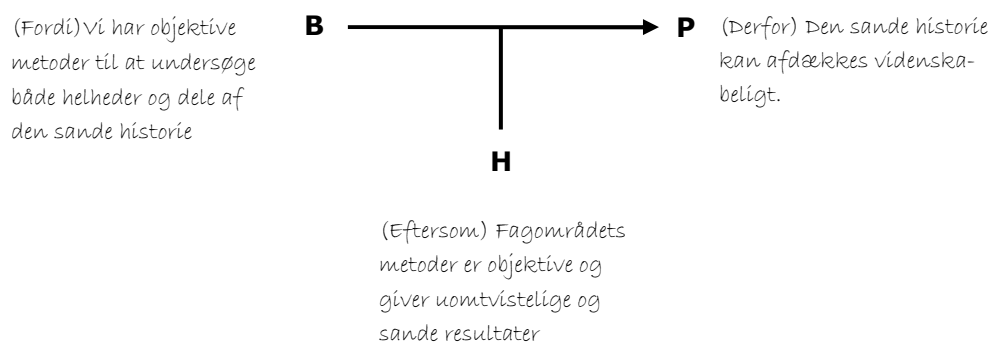 (Fordi) Vi har objektive
metoder til at undersøge
både helheder og dele af
den sande historie
B
P
(Derfor) Den sande historie
kan afdækkes videnska-
beligt.
H
(Eftersom) Fagområdets
metoder er objektive og
giver uomtvistelige og
sande resultater